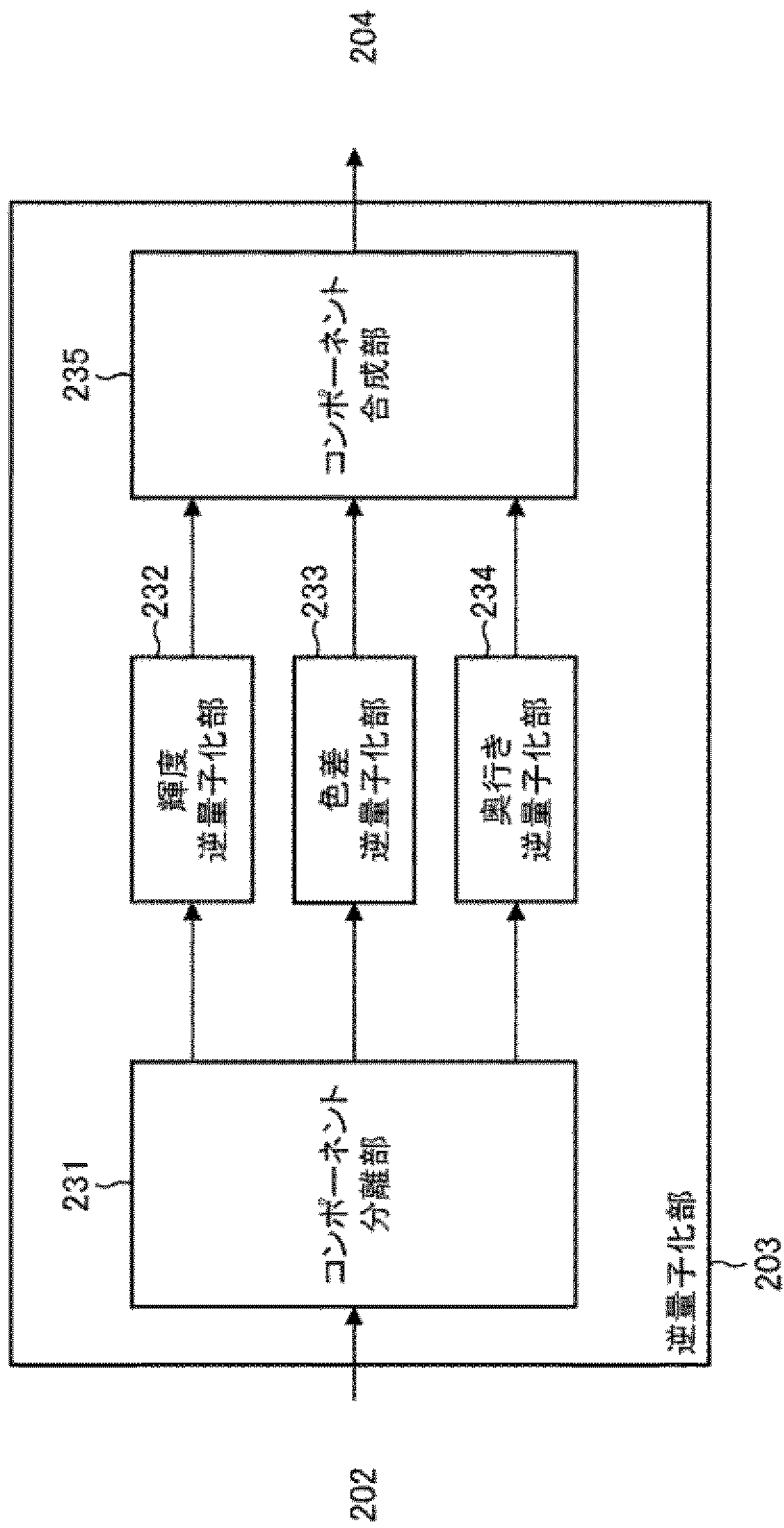 202
231
コンポーネント
分離部
232
輝度
逆量子化部
233
色差
逆量子化部
234
奥行き
逆量子化部
235
コンポーネント
合成部
204
逆量子化部
203